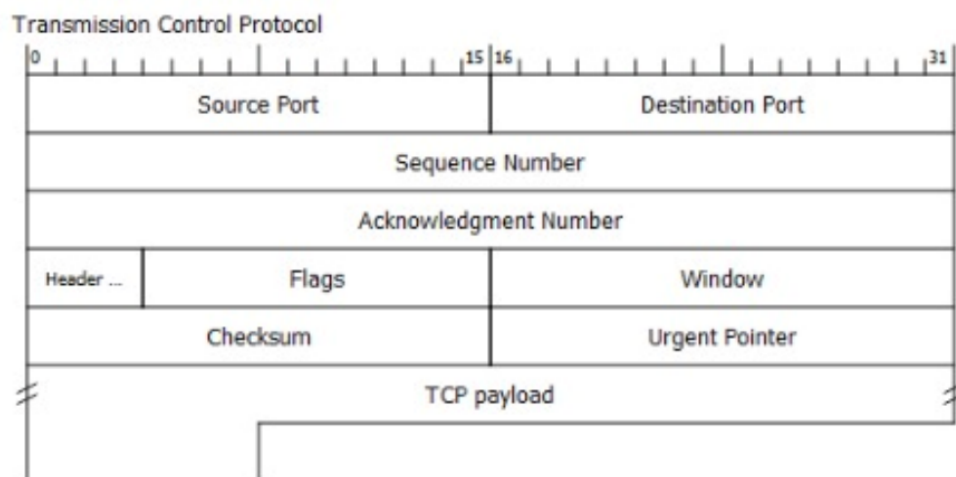 Transmission Control Protocol
0 15 16 31
Source Port Destination Port
Sequence Number
Acknowledgment Number
Header ... Flags Window
Checksum Urgent Pointer
TCP payload